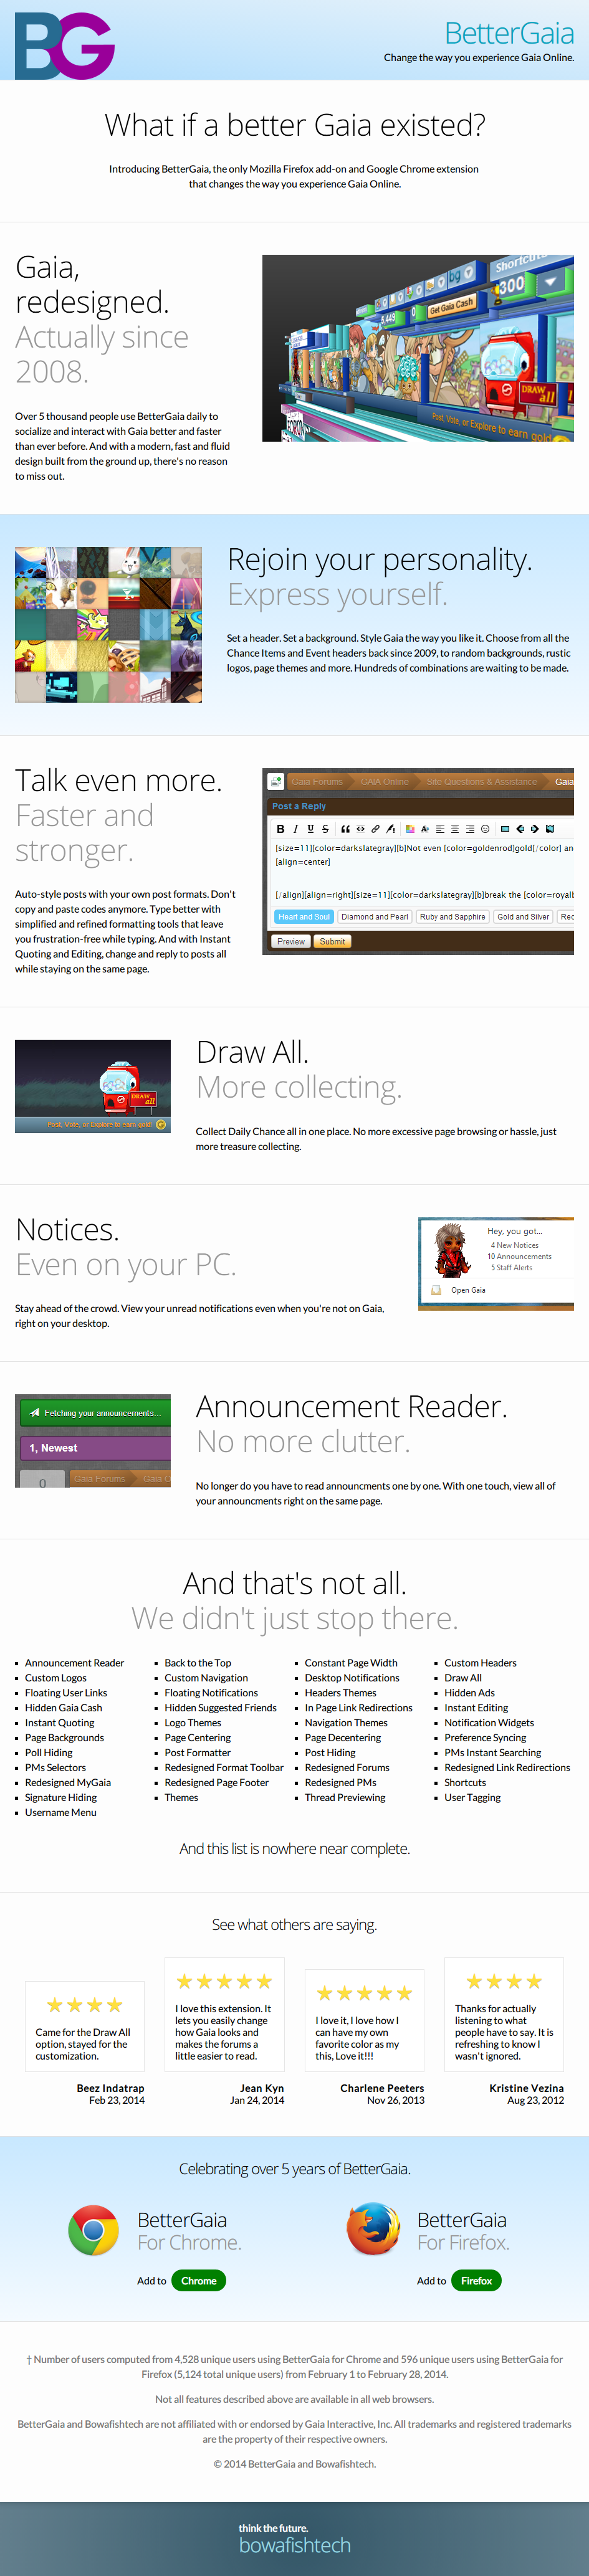 BG
BetterGaia
Change the way you experience Gaia Online.
What if a better Gaia existed?
Introducing BetterGaia, the only Mozilla Firefox add-on and Google Chrome extension
that changes the way you experience Gaia Online.
Gaia,
redesigned.
Actually since
2008.
Over 5 thousand people use BetterGaia daily to
socialize and interact with Gaia better and faster
than ever before. And with a modern, fast and fluid
design built from the ground up, there's no reason
to miss out.
Shortcuts
bg
300
Get Gaia Cash
5,449
DRAW
all
Post, Vote, or Explore to earn gold
Rejoin your personality.
Express yourself.
Set a header. Set a background. Style Gaia the way you like it. Choose from all the
Chance Items and Event headers back since 2009, to random backgrounds, rustic
logos, page themes and more. Hundreds of combinations are waiting to be made.
Talk even more.
Faster and
stronger.
Auto-style posts with your own post formats. Don't
copy and paste codes anymore. Type better with
simplified and refined formatting tools that leave
you frustration-free while typing. And with Instant
Quoting and Editing, change and reply to posts all
while staying on the same page.
Gaia Forums GAIA Online Site Questions & Assistance Gaia
Post a Reply
B I U S
[size=11][color=darkslategray][b]Not even [color=goldenrod]gold[/color] an
[align=center]
[/align][align=right][size=11][color=darkslategray][b]break the [color=royalb
Heart and Soul Diamond and Pearl Ruby and Sapphire Gold and Silver Rec
Preview Submit
Draw All.
More collecting.
Collect Daily Chance all in one place. No more excessive page browsing or hassle, just
more treasure collecting.
DRAW
all
Post, Vote, or Explore to earn gold!
Notices.
Even on your PC.
Stay ahead of the crowd. View your unread notifications even when you're not on Gaia,
right on your desktop.
Hey, you got...
4 New Notices
10 Announcements
5 Staff Alerts
Open Gaia
Fetching your announcements...
1, Newest
0
Gaia Forums Gaia O
Announcement Reader.
No more clutter.
No longer do you have to read announcments one by one. With one touch, view all of
your announcments right on the same page.
And that's not all.
We didn't just stop there.
Announcement Reader
Custom Logos
Floating User Links
Hidden Gaia Cash
Instant Quoting
Page Backgrounds
Poll Hiding
PMs Selectors
Redesigned MyGaia
Signature Hiding
Username Menu
Back to the Top
Custom Navigation
Floating Notifications
Hidden Suggested Friends
Logo Themes
Page Centering
Post Formatter
Redesigned Format Toolbar
Redesigned Page Footer
Themes
Constant Page Width
Desktop Notifications
Headers Themes
In Page Link Redirections
Navigation Themes
Page Decentering
Post Hiding
Redesigned Forums
Redesigned PMs
Thread Previewing
Custom Headers
Draw All
Hidden Ads
Instant Editing
Notification Widgets
Preference Syncing
PMs Instant Searching
Redesigned Link Redirections
Shortcuts
User Tagging
And this list is nowhere near complete.
See what others are saying.
Came for the Draw All
option, stayed for the
customization.
Beez Indatrap
Feb 23, 2014
I love this extension. It
lets you easily change
how Gaia looks and
makes the forums a
little easier to read.
Jean Kyn
Jan 24, 2014
I love it, I love how I
can have my own
favorite color as my
this, Love it!!!
Charlene Peeters
Nov 26, 2013
Thanks for actually
listening to what
people have to say. It is
refreshing to know I
wasn't ignored.
Kristine Vezina
Aug 23, 2012
Celebrating over 5 years of BetterGaia.
BetterGaia
For Chrome.
Add to Chrome
BetterGaia
For Firefox.
Add to Firefox
† Number of users computed from 4,528 unique users using BetterGaia for Chrome and 596 unique users using BetterGaia for
Firefox (5,124 total unique users) from February 1 to February 28, 2014.
Not all features described above are available in all web browsers.
BetterGaia and Bowafishtech are not affiliated with or endorsed by Gaia Interactive, Inc. All trademarks and registered trademarks
are the property of their respective owners.
© 2014 BetterGaia and Bowafishtech.
think the future.
bowafishtech